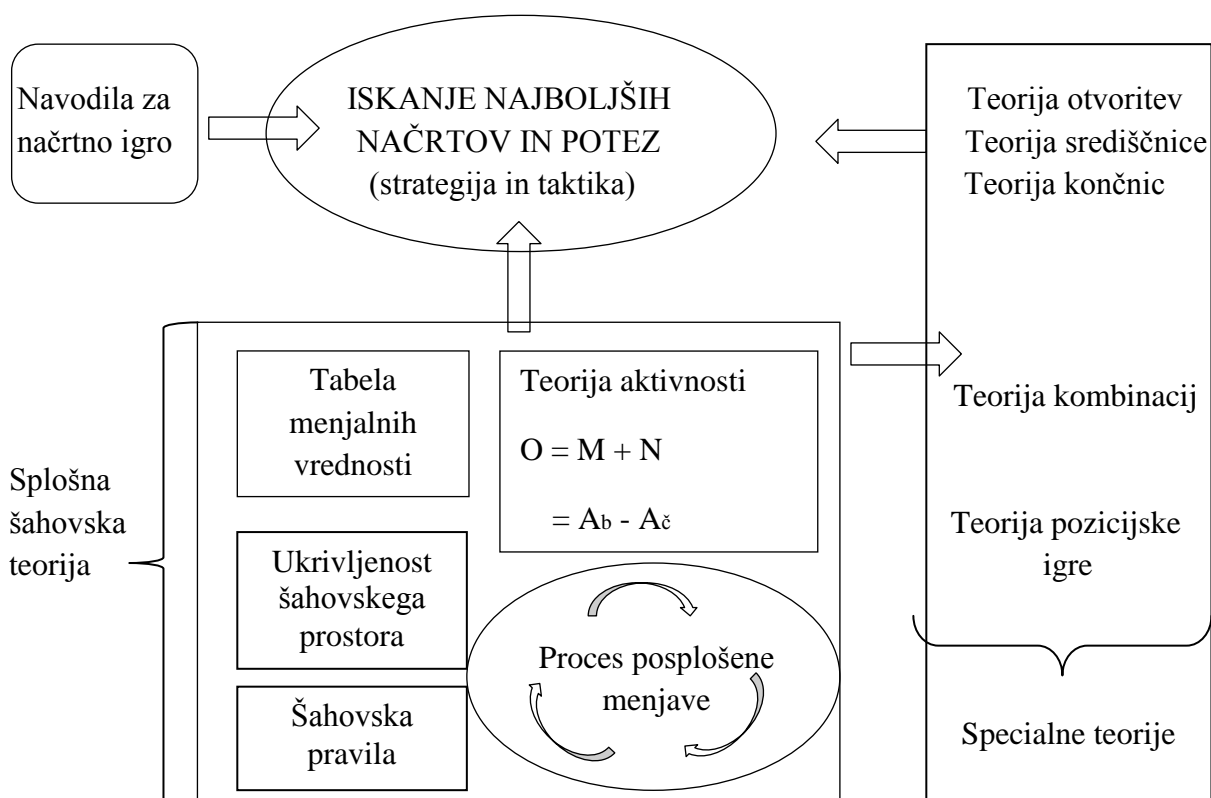 Navodila za
načrtno igro
ISKANJE NAJBOLJŠIH
NAČRTOV IN POTEZ
(strategija in taktika)
Teorija otvoritev
Teorija središčnice
Teorija končnic
Teorija kombinacij
Teorija pozicijske
igre
Specialne teorije
Splošna
šahovska
teorija
Tabela
menjalnih
vrednosti
Teorija aktivnosti
O = M + N
= Ab - Ač
Ukrivljenost
šahovskega
prostora
Proces posplošene
menjave
Šahovska
pravila